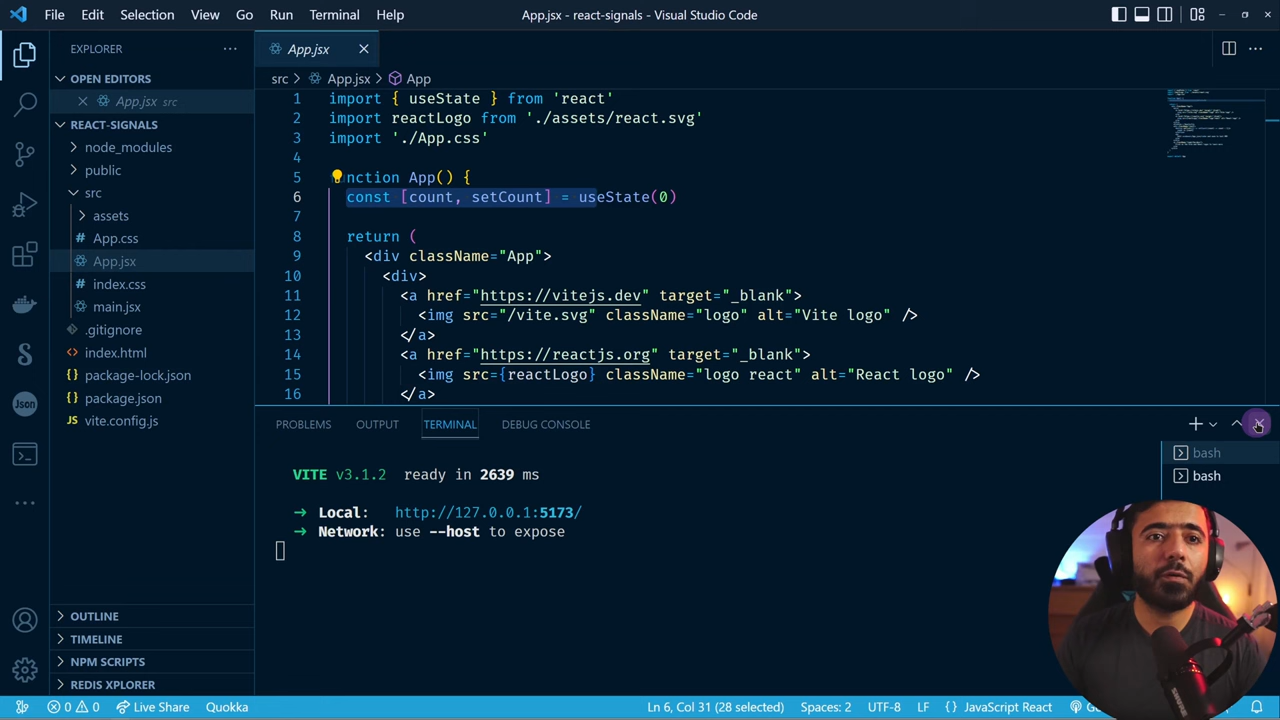 File Edit Selection View Go Run Terminal Help
App.jsx - react-signals - Visual Studio Code
EXPLORER
OPEN EDITORS
App.jsx src
REACT-SIGNALS
node_modules
public
src
assets
# App.css
App.jsx
# index.css
main.jsx
.gitignore
<> index.html
{} package-lock.json
{} package.json
vite.config.js
OUTLINE
TIMELINE
NPM SCRIPTS
REDIS XPLORER
Json
App.jsx
src > App.jsx > App
1 import { useState } from 'react'
2 import reactLogo from './assets/react.svg'
3 import './App.css'
4
5 nction App() {
6 const [count, setCount] = useState(0)
7
8 return (
9 <div className="App">
10 <div>
11 <a href="https://vitejs.dev" target="_blank">
12 <img src="/vite.svg" className="logo" alt="Vite logo" />
13 </a>
14 <a href="https://reactjs.org" target="_blank">
15 <img src={reactLogo} className="logo react" alt="React logo" />
16 </a>
PROBLEMS OUTPUT TERMINAL DEBUG CONSOLE
bash
bash
VITE v3.1.2 ready in 2639 ms
➜ Local: http://127.0.0.1:5173/
➜ Network: use --host to expose
0 0 Live Share Quokka
Ln 6, Col 31 (28 selected) Spaces: 2 UTF-8 LF {} JavaScript React